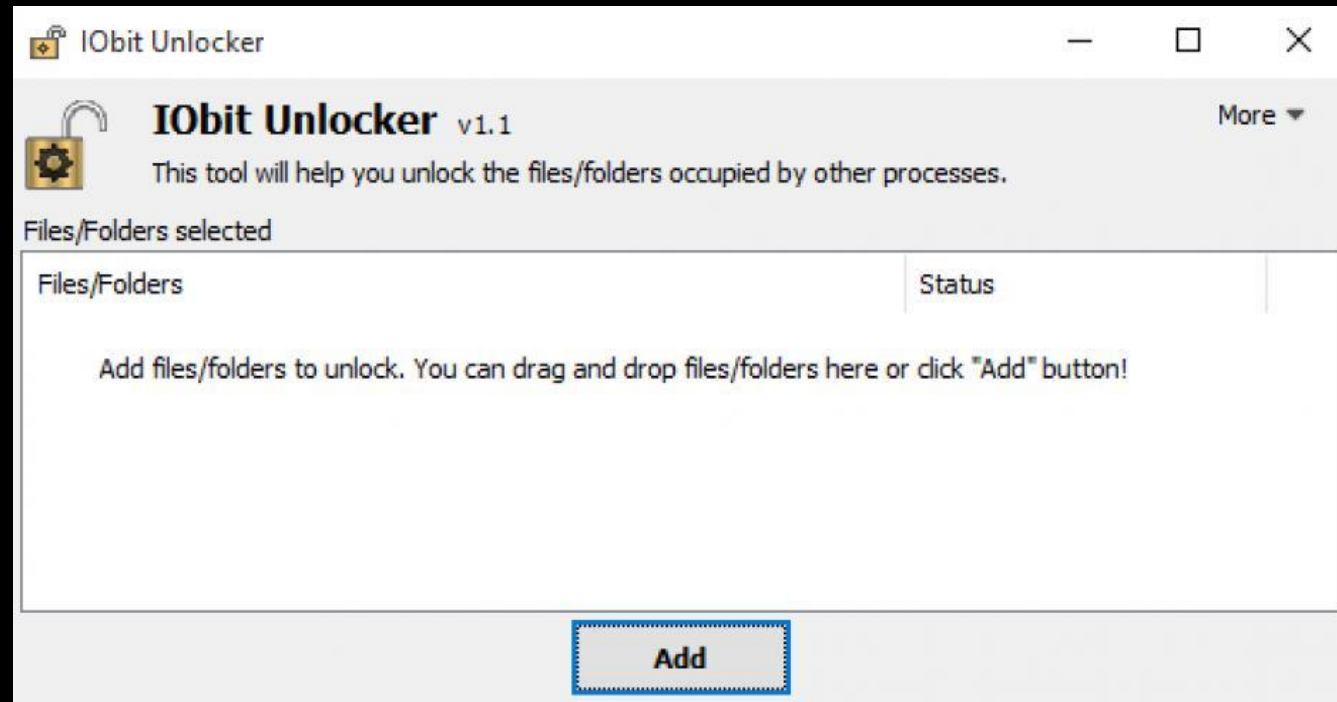 IObit Unlocker
IObit Unlocker v1.1
More
This tool will help you unlock the files/folders occupied by other processes.
Files/Folders selected
Files/Folders Status
Add files/folders to unlock. You can drag and drop files/folders here or click "Add" button!
Add